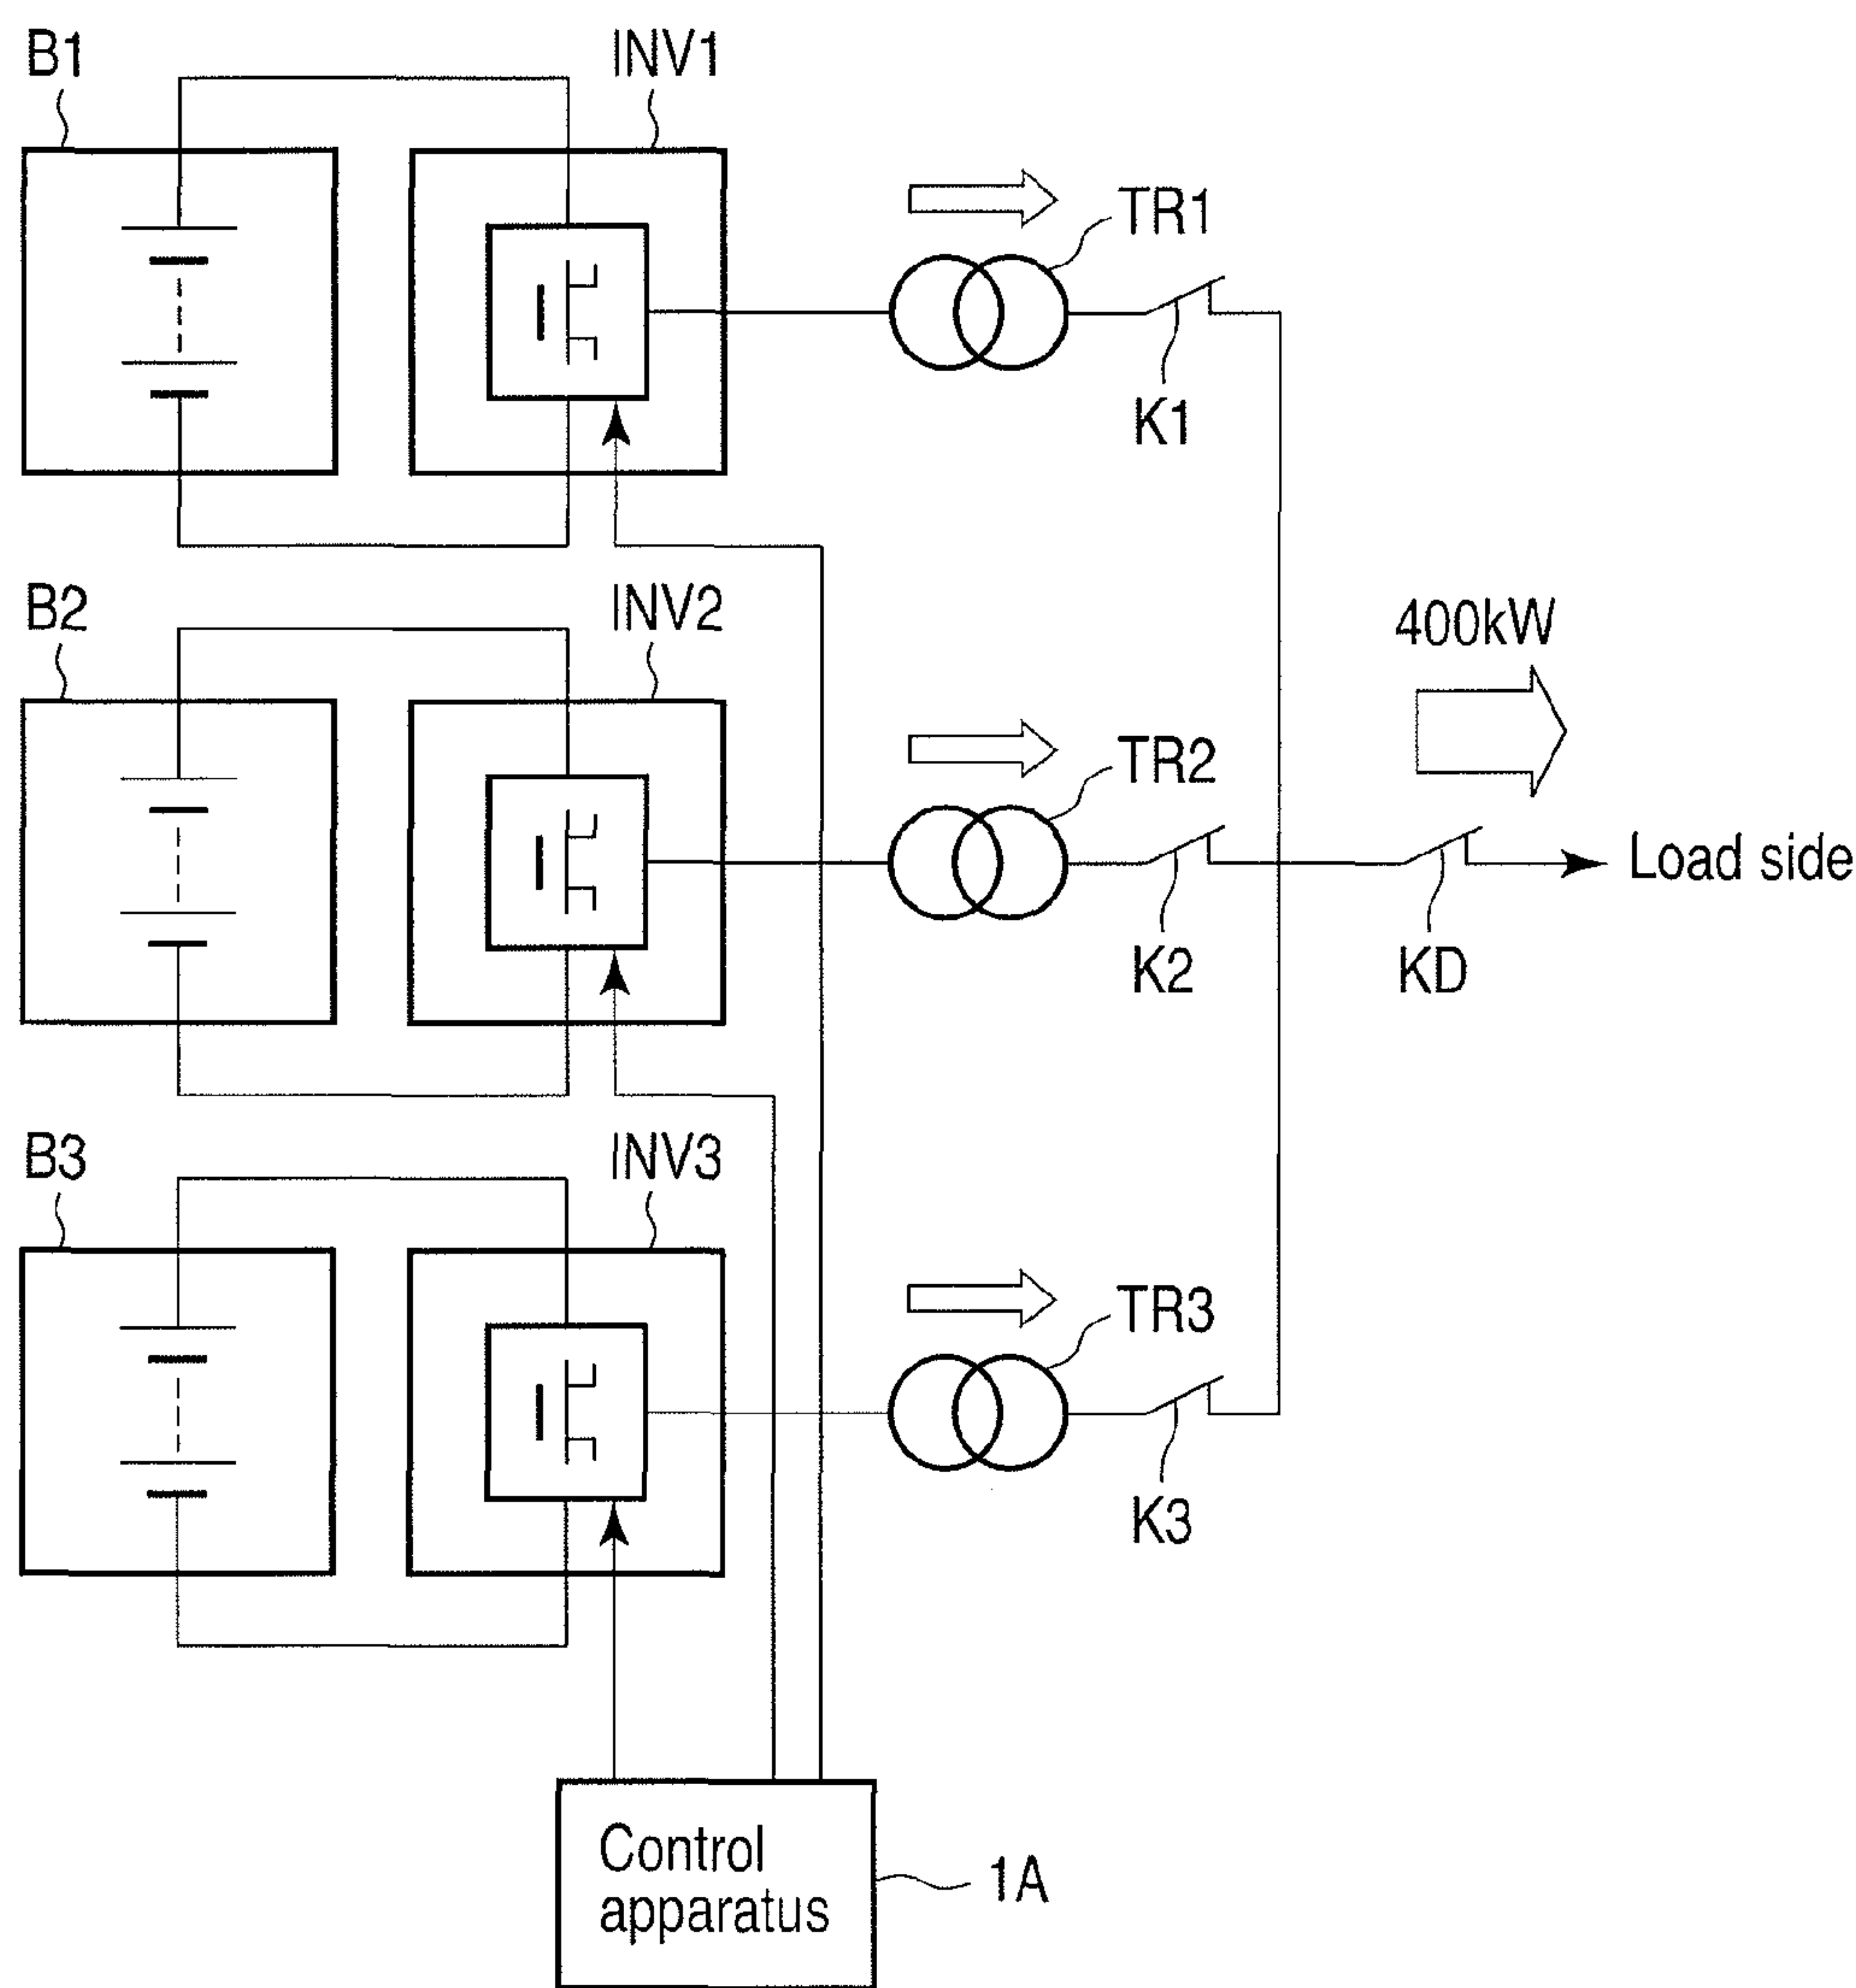 B1
INV1
TR1
K1
B2
INV2
400kW
TR2
Load side
K2
KD
B3
INV3
TR3
K3
Control
apparatus
1A